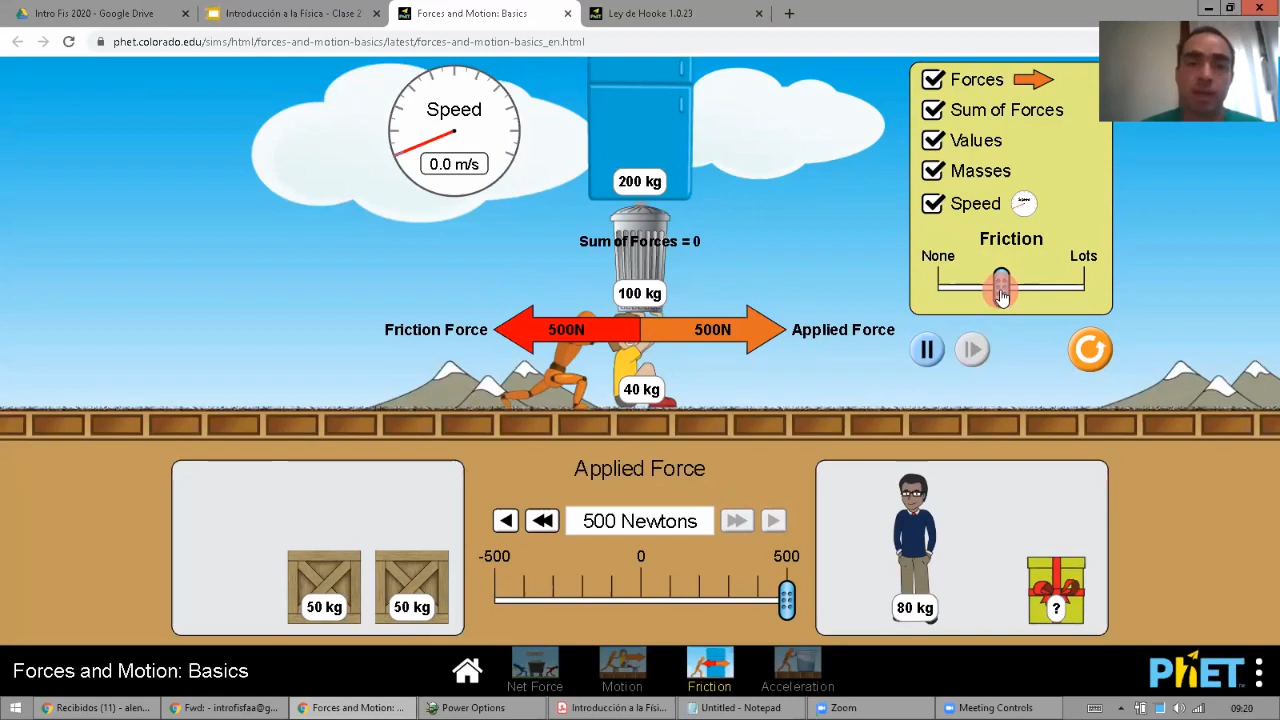 Intro Fis 2020 - Google
Introducción a la Física - Clase 2
Forces and Motion: Basics
Ley de Hooke 1.0.23
phet.colorado.edu/sims/html/forces-and-motion-basics/latest/forces-and-motion-basics_en.html
Speed
0.0 m/s
200 kg
Sum of Forces = 0
100 kg
Friction Force
500N
500N
Applied Force
40 kg
Forces
Sum of Forces
Values
Masses
Speed
Friction
None
Lots
Applied Force
500 Newtons
-500
0
500
50 kg
50 kg
80 kg
?
Forces and Motion: Basics
Net Force
Motion
Friction
Acceleration
PhET
Recibidos (2) - alen...
Fwd: - introfisfaa@g...
Forces and Motion: ...
Power Options
Introducción a la Físi...
Untitled - Notepad
Zoom
Meeting Controls
09:20